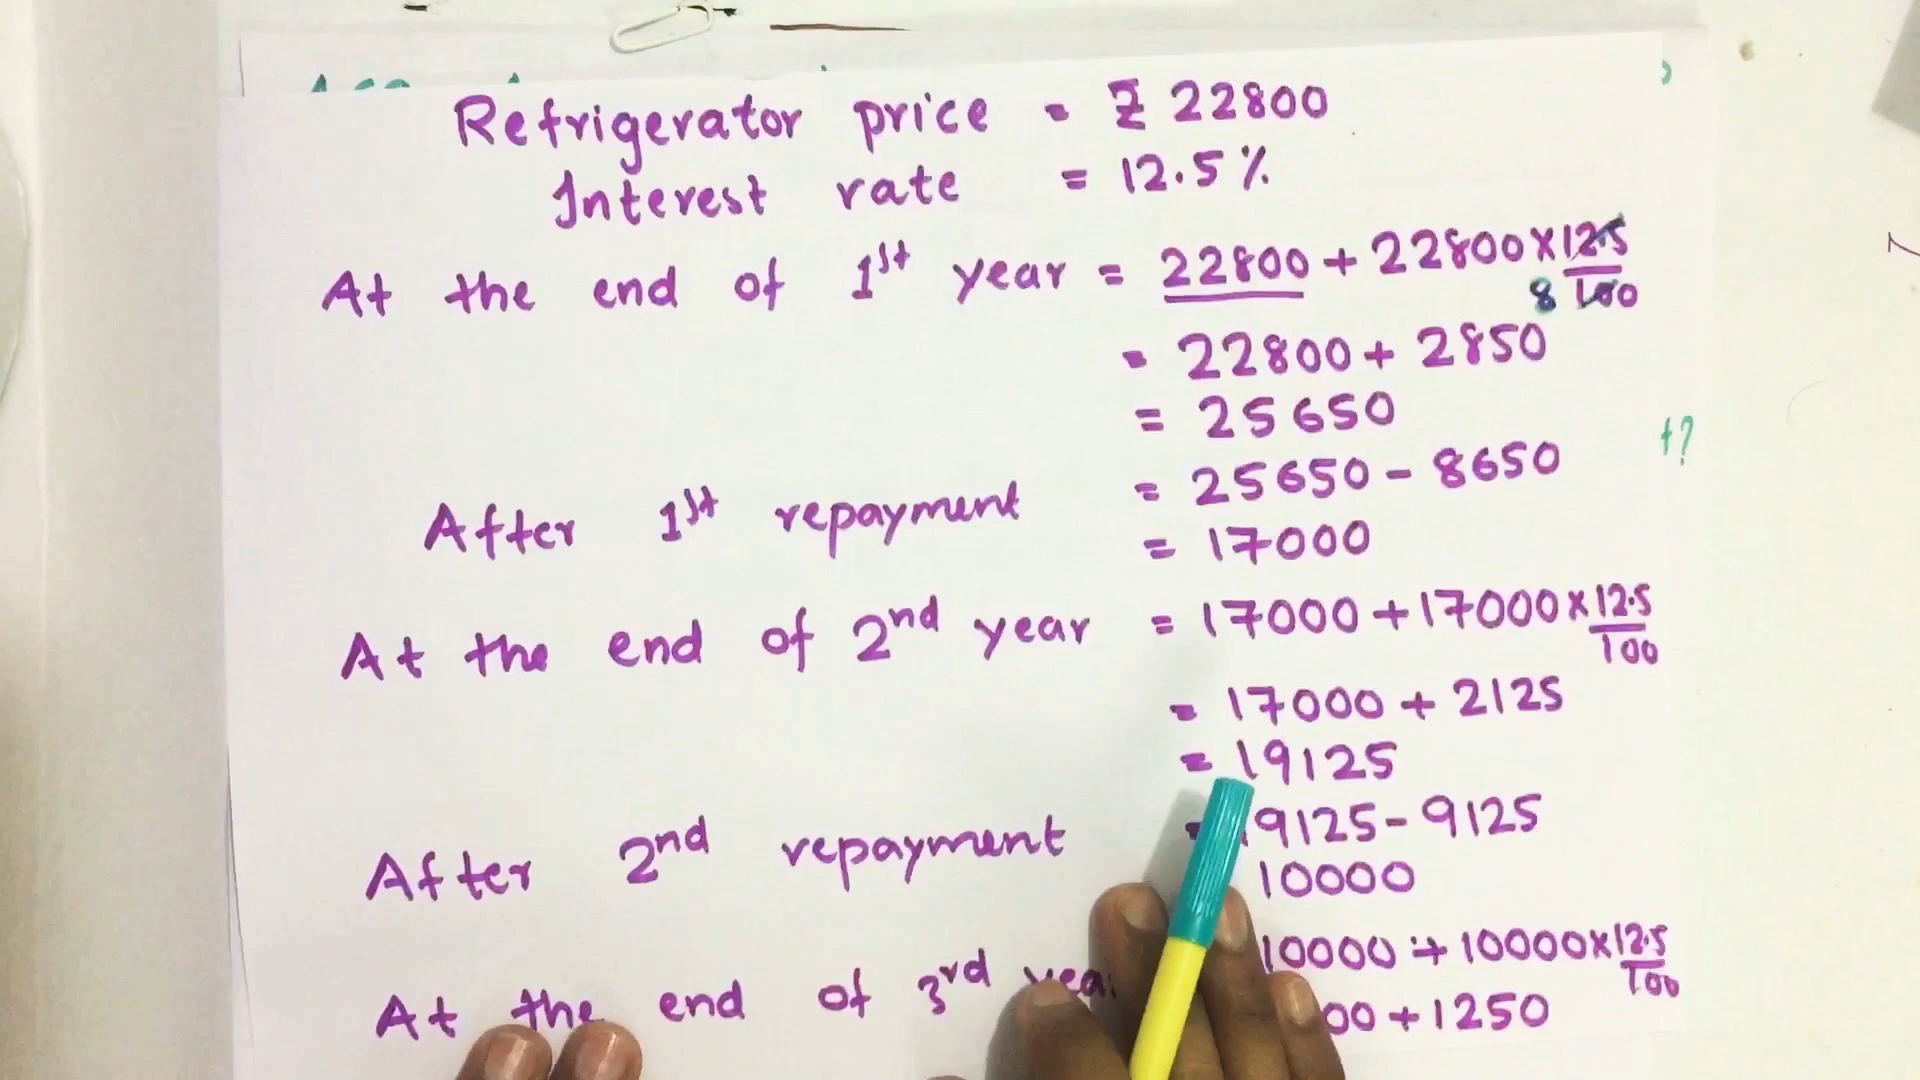 Refrigerator price = ₹ 22800
Interest rate = 12.5%
At the end of 1st year = 22800 + 22800 × 12.5
8 100
= 22800 + 2850
= 25650
t?
After 1st repayment = 25650 - 8650
= 17000
At the end of 2nd year = 17000 + 17000 × 12.5
100
= 17000 + 2125
= 19125
After 2nd repayment = 19125 - 9125
10000
At the end of 3rd year 10000 + 10000 × 12.5
100
00 + 1250